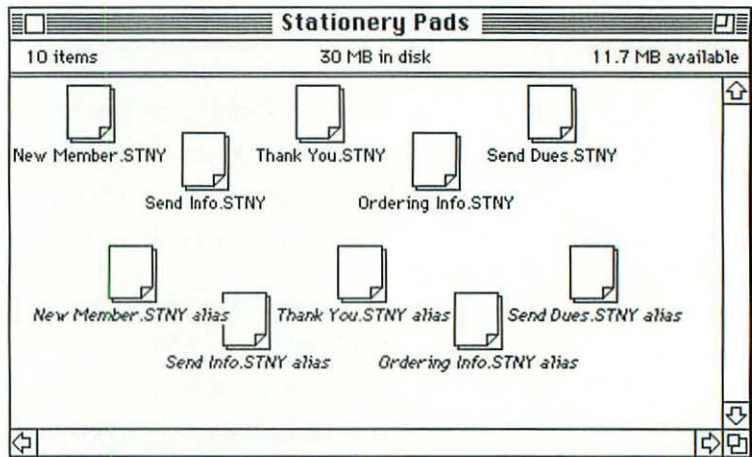 Stationery Pads
10 items 30 MB in disk 11.7 MB available
New Member.STNY Thank You.STNY Send Dues.STNY
Send Info.STNY Ordering Info.STNY
New Member.STNY alias Thank You.STNY alias Send Dues.STNY alias
Send Info.STNY alias Ordering Info.STNY alias